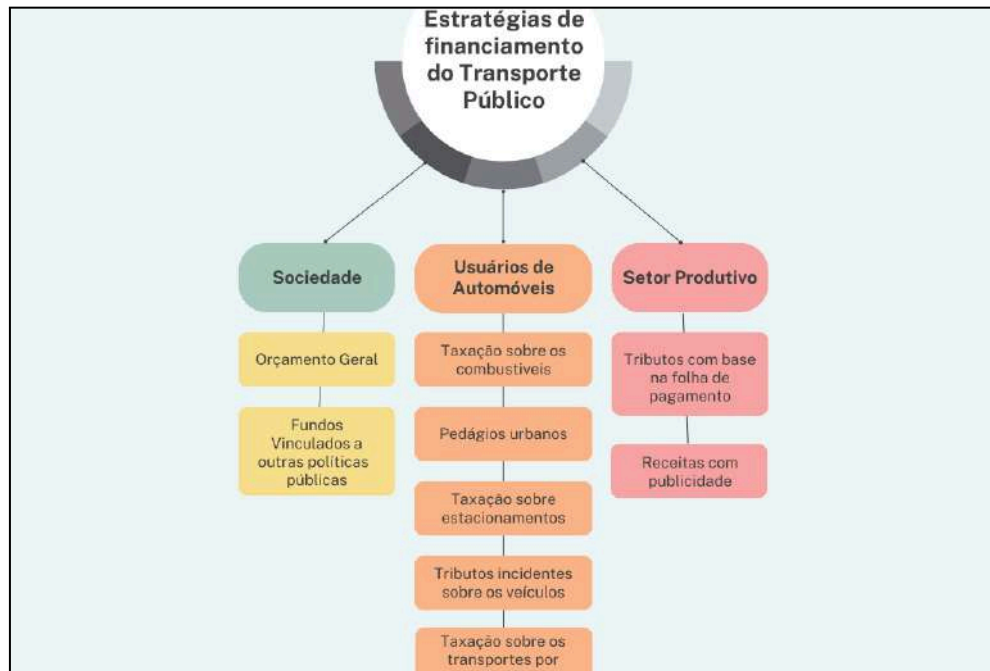 Estratégias de
financiamento
do Transporte
Público
Sociedade
Orçamento Geral
Fundos
Vinculados a
outras políticas
públicas
Usuários de
Automóveis
Taxação sobre os
combustiveis
Pedágios urbanos
Taxação sobre
estacionamentos
Tributos incidentes
sobre os veículos
Taxação sobre os
transportes por
Setor Produtivo
Tributos com base
na folha de
pagamento
Receitas com
publicidade